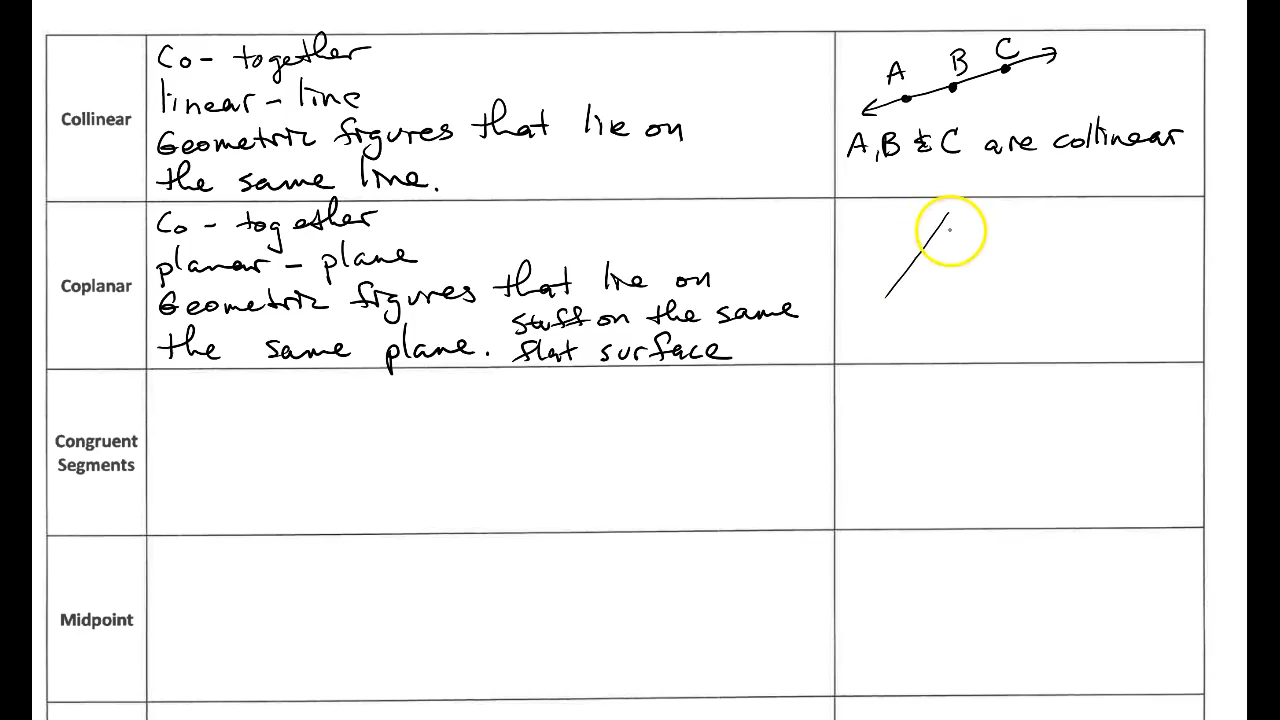 Collinear
Co - together
linear - line
Geometric figures that lie on
the same line.
A B C
A, B & C are collinear
Coplanar
Co - together
planar - plane
Geometric figures that lie on
stuff on the same
the same plane. flat surface
Congruent
Segments
Midpoint